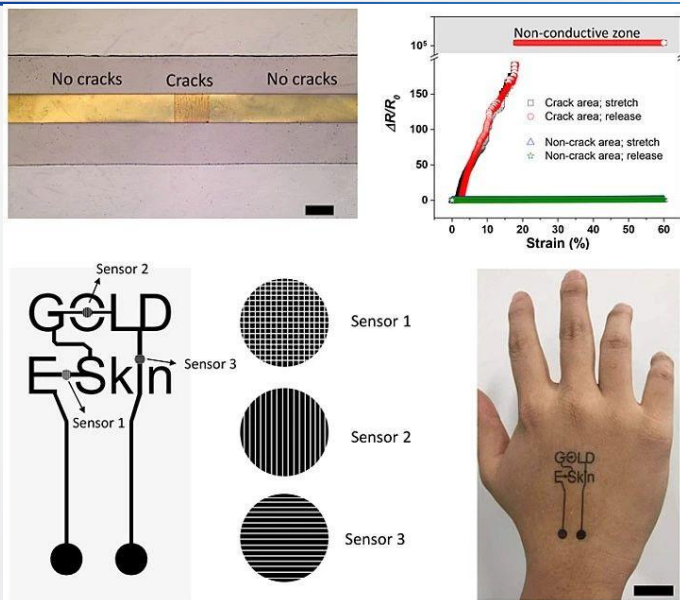 No cracks
Cracks
No cracks
Non-conductive zone
10⁵
150
100
50
0
ΔR/R₀
Crack area; stretch
Crack area; release
Non-crack area; stretch
Non-crack area; release
0 10 20 30 40 50 60
Strain (%)
Sensor 2
GOLD
E-Skin
Sensor 3
Sensor 1
Sensor 1
Sensor 2
Sensor 3
GOLD
E-Skin